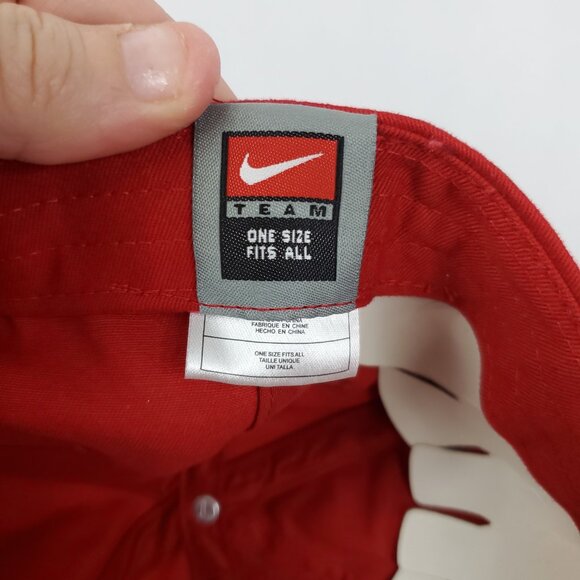 TEAM
ONE SIZE
FITS ALL
FABRIQUE EN CHINE
HECHO EN CHINA
ONE SIZE FITS ALL
TAILLE UNIQUE
UNI TALLA